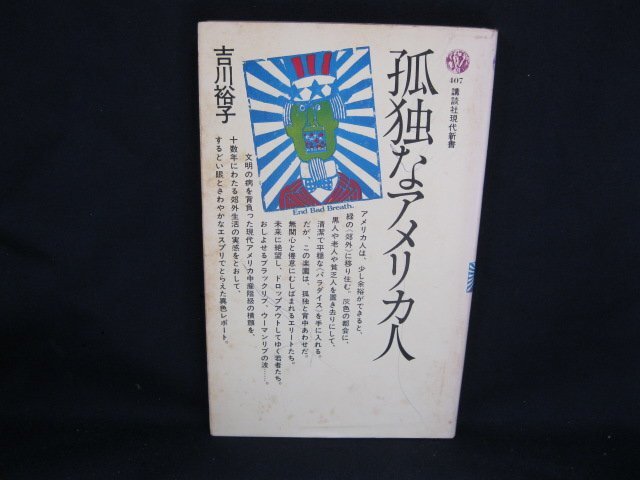 407
講談社現代新書
孤独なアメリカ人
吉川裕子
End Bad Breath.
アメリカ人は、少し余裕ができると、
緑の〈郊外〉に移り住む。灰色の都会に、
黒人や老人や貧乏人を置き去りにして、
清潔で平穏な〈パラダイス〉を手に入れる。
だが、この楽園は、孤独と背中あわせだ。
無関心と倦怠にむしばまれるエリートたち。
未来に絶望し、ドロップアウトしてゆく若者たち。
おしよせるブラックリブ、ウーマンリブの波……。
文明の病を背負った現代アメリカ中産階級の横顔を、
十数年にわたる郊外生活の実感をとおして、
するどい眼とさわやかなエスプリでとらえた異色レポート。